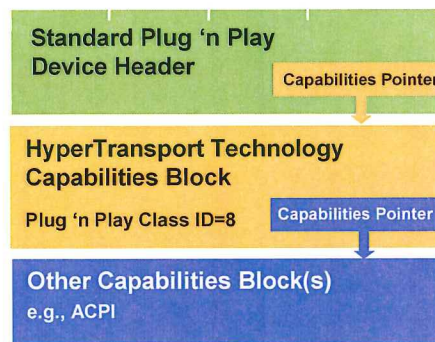 Standard Plug 'n Play
Device Header
Capabilities Pointer
HyperTransport Technology
Capabilities Block
Plug 'n Play Class ID=8
Capabilities Pointer
Other Capabilities Block(s)
e.g., ACPI